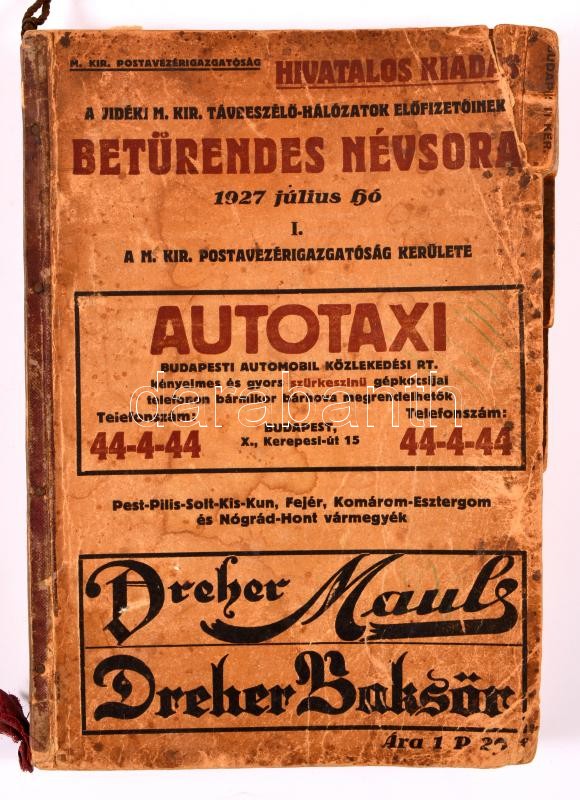 M. KIR. POSTAVEZÉRIGAZGATÓSÁG
HIVATALOS KIADÁS
A VIDÉKI M. KIR. TÁVBESZÉLŐ-HÁLÓZATOK ELŐFIZETŐINEK
BETŰRENDES NÉVSORA
1927 július hó
I.
A M. KIR. POSTAVEZÉRIGAZGATÓSÁG KERÜLETE
AUTOTAXI
BUDAPESTI AUTOMOBIL KÖZLEKEDÉSI RT.
kényelmes és gyors szürkeszinü gépkocsijai
telefonon bármikor bárhova megrendelhetők
Telefonszám:
44-4-44
BUDAPEST,
X., Kerepesi-út 15
Telefonszám:
44-4-44
darabanth
Pest-Pilis-Solt-Kis-Kun, Fejér, Komárom-Esztergom
és Nógrád-Hont vármegyék
Dreher Maul
Dreher Baksör
Ára 1 P